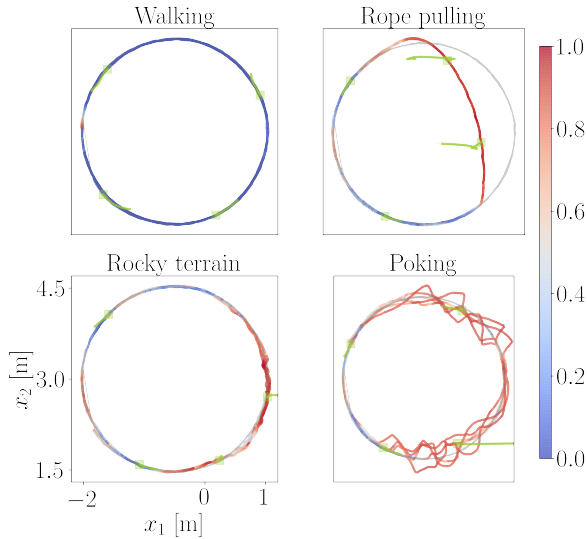 Walking
Rope pulling
1.0
0.8
0.6
0.4
0.2
0.0
Rocky terrain
Poking
4.5
3.0
1.5
x₂ [m]
−2
0
1
x₁ [m]